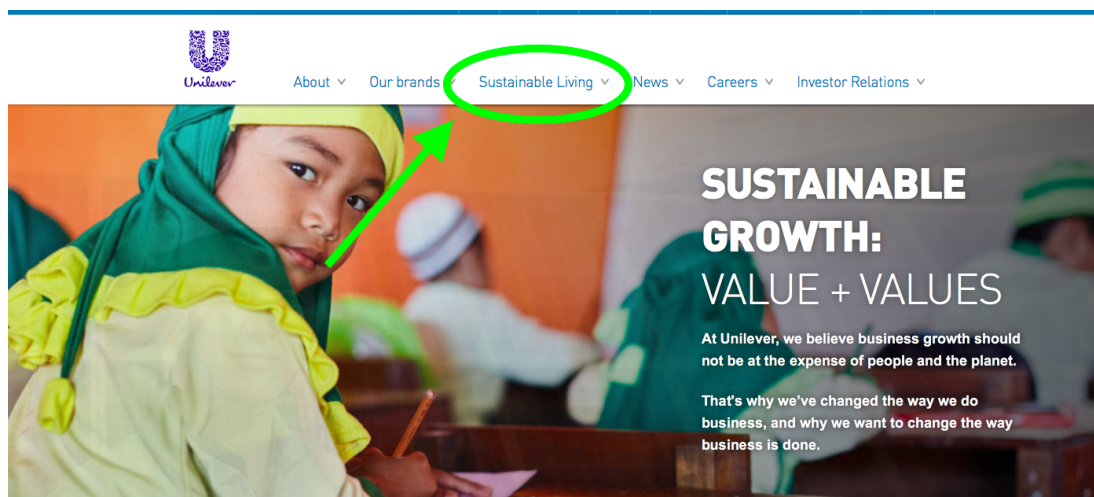 Unilever
About Our brands Sustainable Living News Careers Investor Relations
SUSTAINABLE
GROWTH:
VALUE + VALUES
At Unilever, we believe business growth should
not be at the expense of people and the planet.
That's why we've changed the way we do
business, and why we want to change the way
business is done.